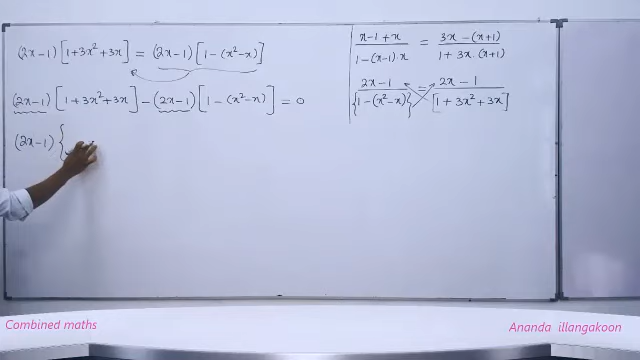 (2x-1)[1+3x²+3x] = (2x-1)[1-(x²-x)]
(2x-1)[1+3x²+3x] - (2x-1)[1-(x²-x)] = 0
(2x-1){
(x-1+x)/(1-(x-1)·x) = (3x-(x+1))/(1+3x·(x+1))
(2x-1)/{1-(x²-x)} = (2x-1)/[1+3x²+3x]
Combined maths
Ananda illangakoon